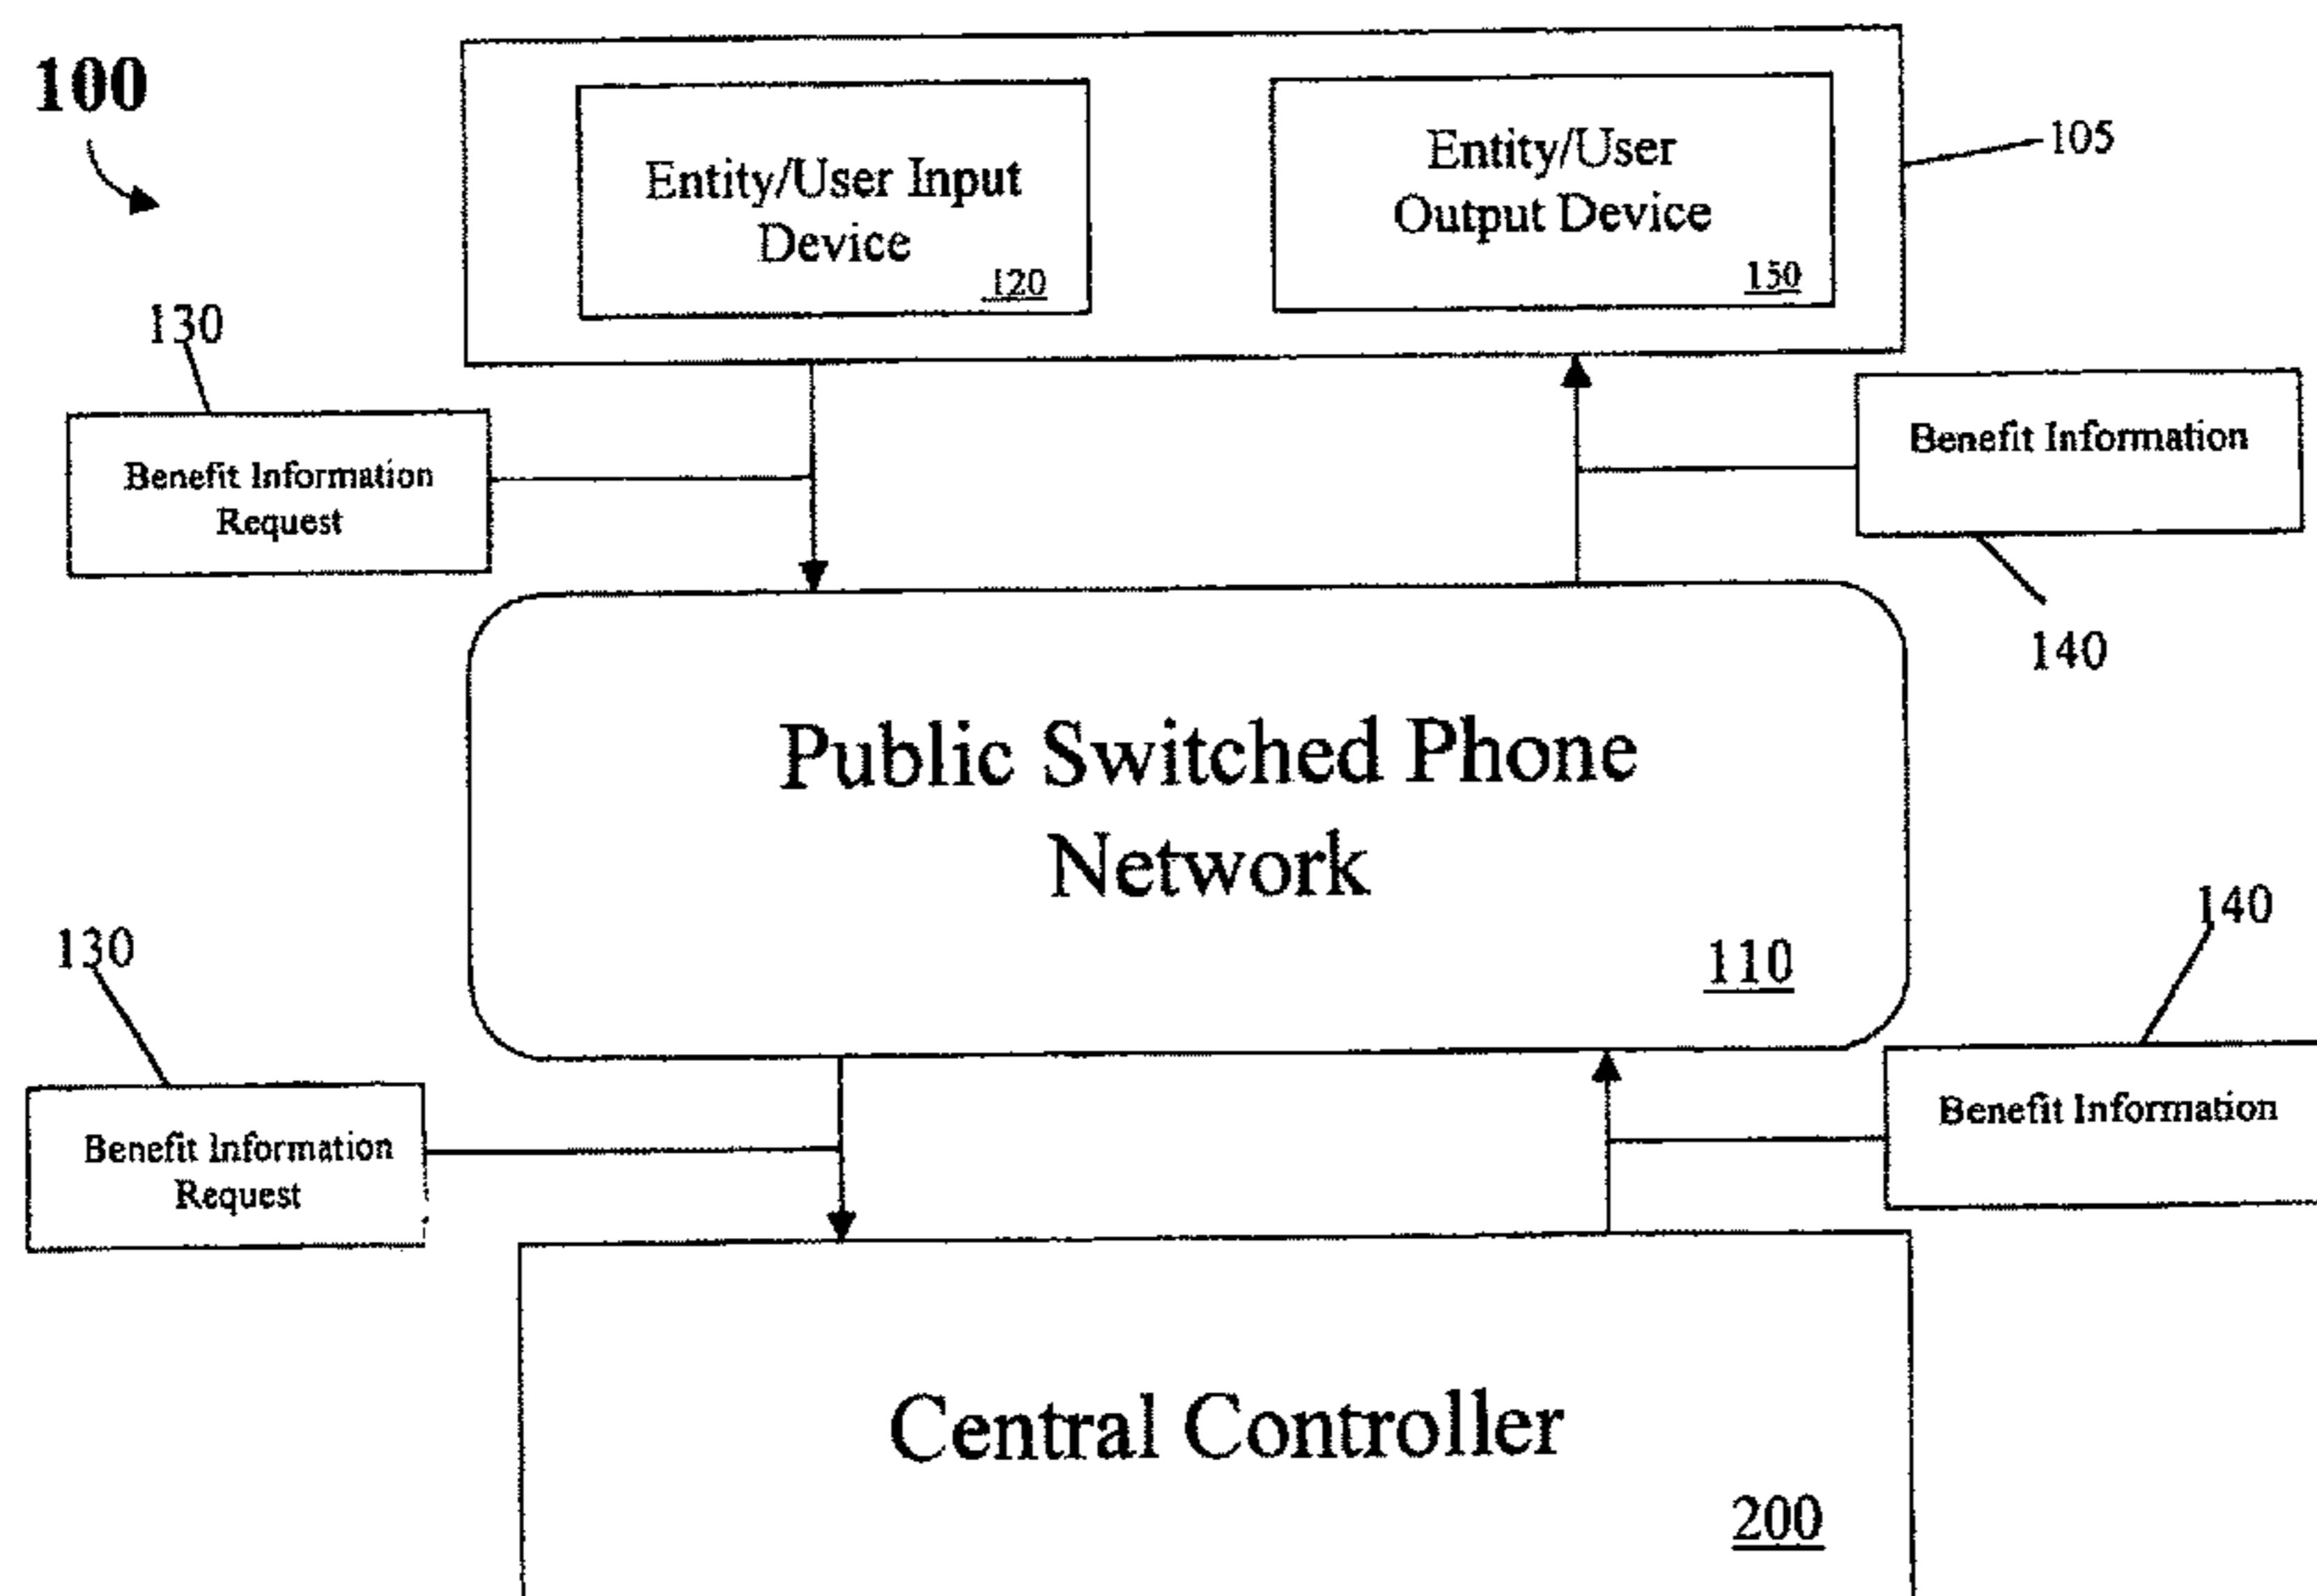 100
Entity/User Input
Device
120
Entity/User
Output Device
150
105
130
Benefit Information
Request
Benefit Information
140
Public Switched Phone
Network
110
130
Benefit Information
Request
140
Benefit Information
Central Controller
200